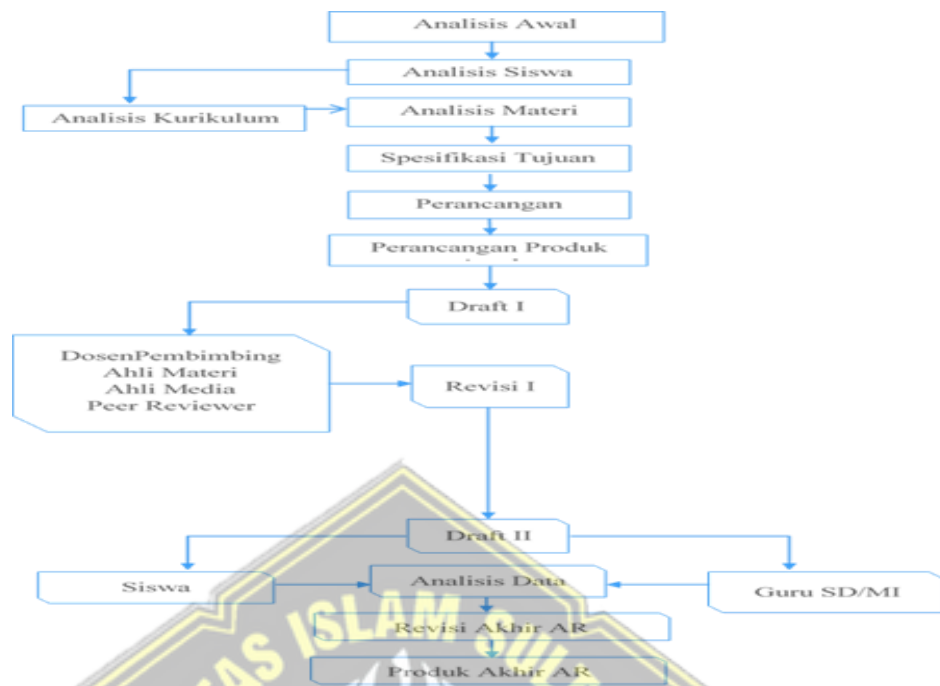 Analisis Awal
Analisis Siswa
Analisis Kurikulum
Analisis Materi
Spesifikasi Tujuan
Perancangan
Perancangan Produk
Draft I
DosenPembimbing
Ahli Materi
Ahli Media
Peer Reviewer
Revisi I
Draft II
Siswa
Analisis Data
Guru SD/MI
Revisi Akhir AR
Produk Akhir AR
ISLAM